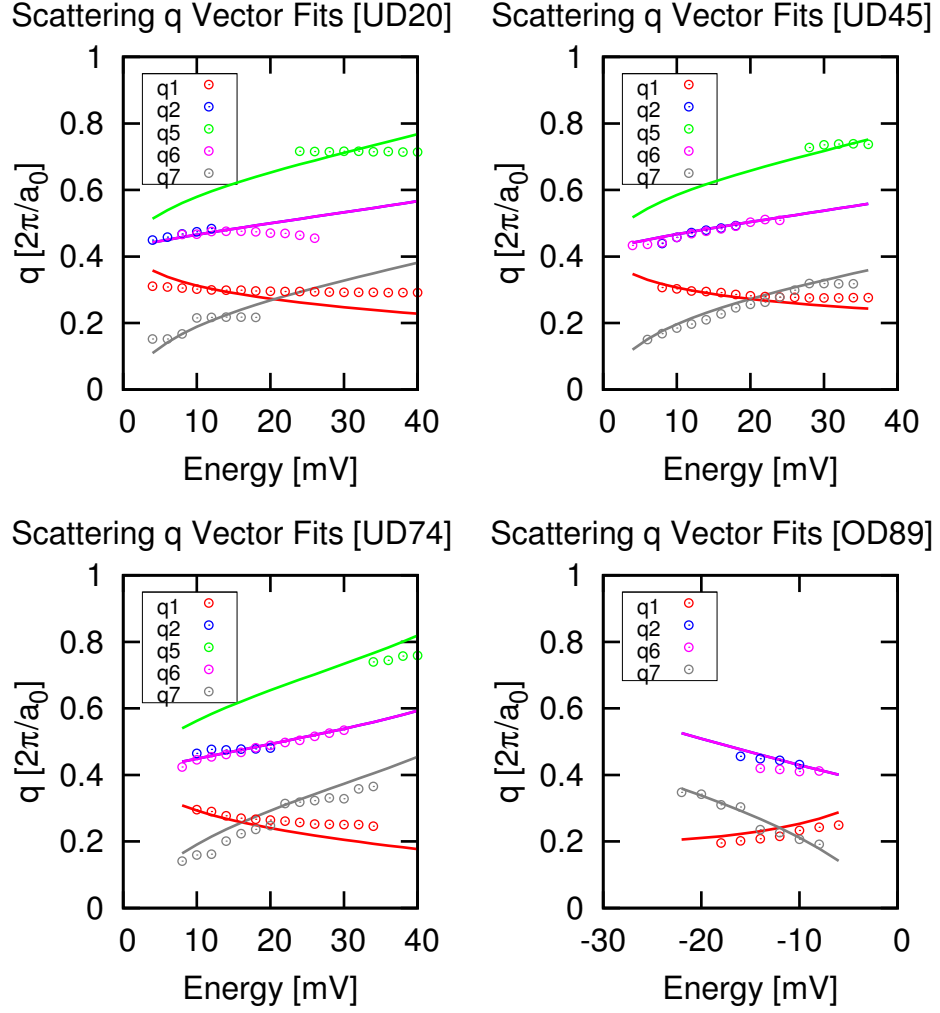 Scattering q Vector Fits [UD20]
1
0.8
0.6
0.4
0.2
0
q [2π/a0]
q1
q2
q5
q6
q7
0 10 20 30 40
Energy [mV]
Scattering q Vector Fits [UD45]
1
0.8
0.6
0.4
0.2
0
q [2π/a0]
q1
q2
q5
q6
q7
0 10 20 30 40
Energy [mV]
Scattering q Vector Fits [UD74]
1
0.8
0.6
0.4
0.2
0
q [2π/a0]
q1
q2
q5
q6
q7
0 10 20 30 40
Energy [mV]
Scattering q Vector Fits [OD89]
1
0.8
0.6
0.4
0.2
0
q [2π/a0]
q1
q2
q6
q7
-30 -20 -10 0
Energy [mV]